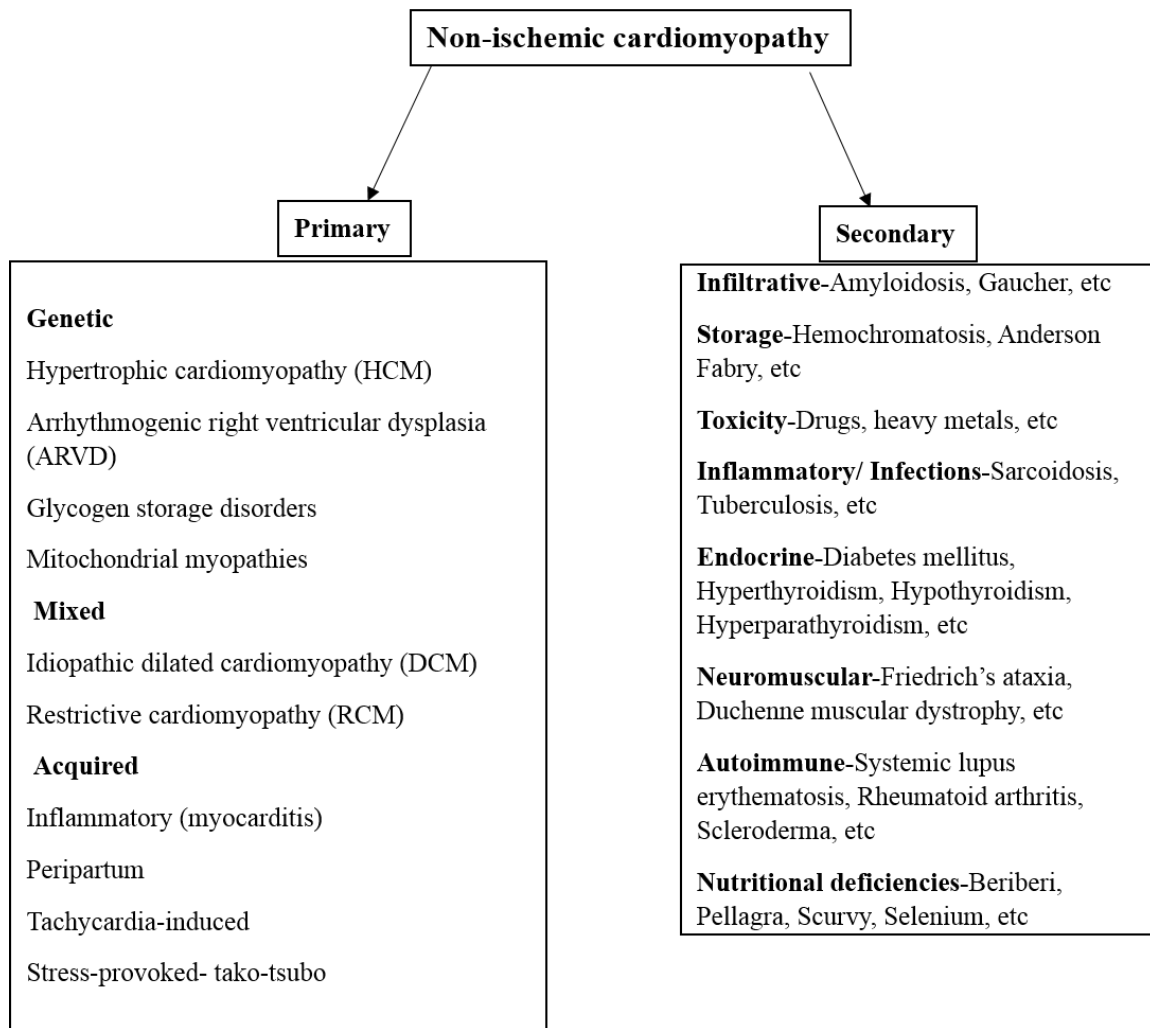 Non-ischemic cardiomyopathy
Primary
Genetic
Hypertrophic cardiomyopathy (HCM)
Arrhythmogenic right ventricular dysplasia
(ARVD)
Glycogen storage disorders
Mitochondrial myopathies
Mixed
Idiopathic dilated cardiomyopathy (DCM)
Restrictive cardiomyopathy (RCM)
Acquired
Inflammatory (myocarditis)
Peripartum
Tachycardia-induced
Stress-provoked- tako-tsubo
Secondary
Infiltrative-Amyloidosis, Gaucher, etc
Storage-Hemochromatosis, Anderson
Fabry, etc
Toxicity-Drugs, heavy metals, etc
Inflammatory/ Infections-Sarcoidosis,
Tuberculosis, etc
Endocrine-Diabetes mellitus,
Hyperthyroidism, Hypothyroidism,
Hyperparathyroidism, etc
Neuromuscular-Friedrich’s ataxia,
Duchenne muscular dystrophy, etc
Autoimmune-Systemic lupus
erythematosis, Rheumatoid arthritis,
Scleroderma, etc
Nutritional deficiencies-Beriberi,
Pellagra, Scurvy, Selenium, etc